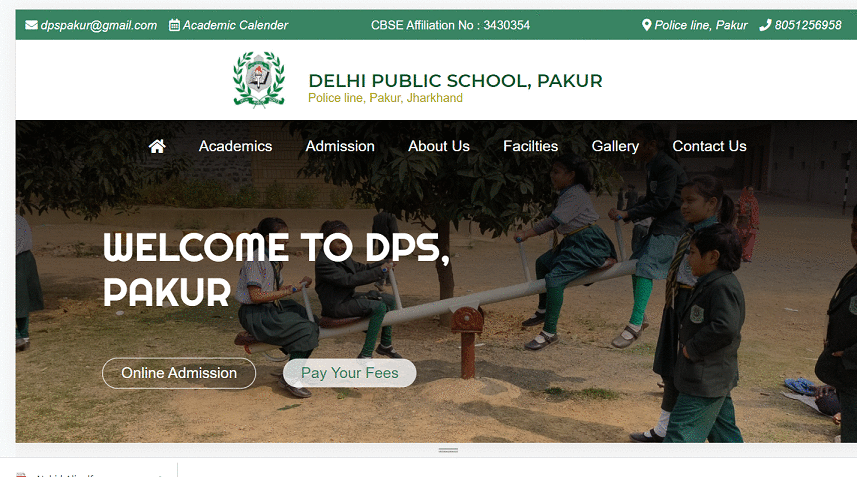 dpspakur@gmail.com Academic Calender CBSE Affiliation No : 3430354 Police line, Pakur 8051256958
DELHI PUBLIC SCHOOL, PAKUR
Police line, Pakur, Jharkhand
Academics Admission About Us Facilties Gallery Contact Us
WELCOME TO DPS,
PAKUR
Online Admission Pay Your Fees